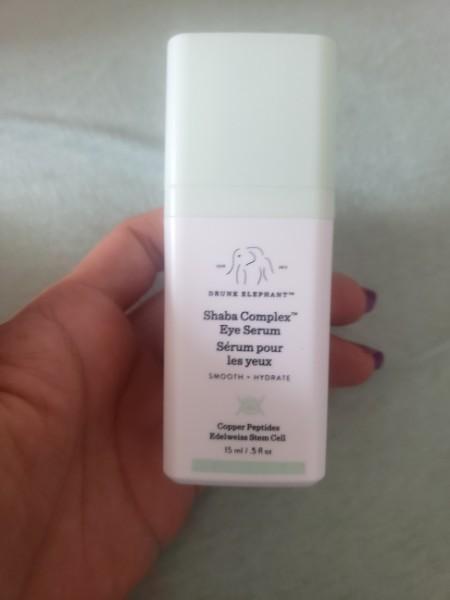 DRUNK ELEPHANT™
Shaba Complex™
Eye Serum
Sérum pour
les yeux
SMOOTH + HYDRATE
Copper Peptides
Edelweiss Stem Cell
15 ml / .5 fl oz